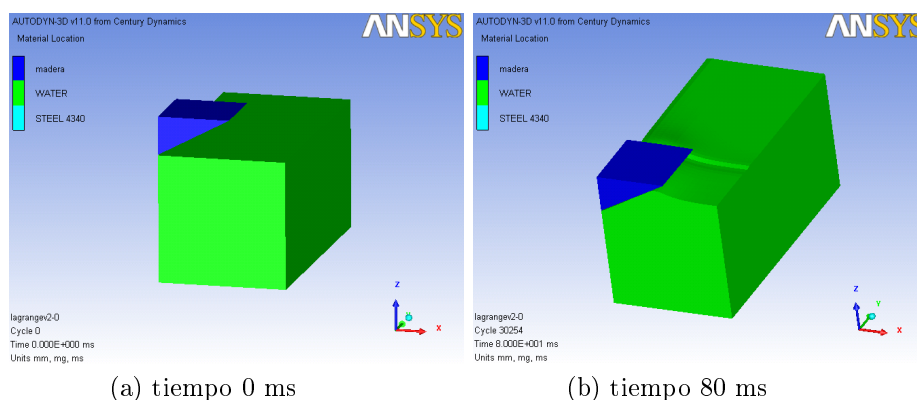 AUTODYN-3D v11.0 from Century Dynamics
ANSYS
Material Location
madera
WATER
STEEL 4340
Z
Y
X
lagrangev2-0
Cycle 0
Time 0.000E+000 ms
Units mm, mg, ms
(a) tiempo 0 ms
AUTODYN-3D v11.0 from Century Dynamics
ANSYS
Material Location
madera
WATER
STEEL 4340
Z
Y
X
lagrangev2-0
Cycle 30254
Time 8.000E+001 ms
Units mm, mg, ms
(b) tiempo 80 ms